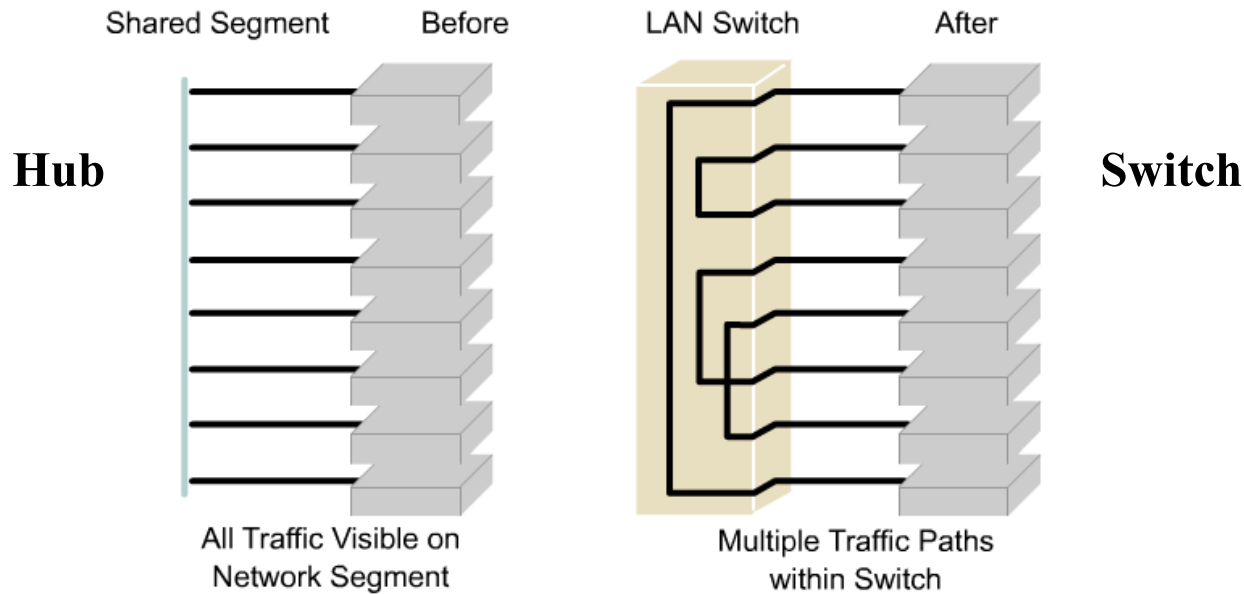 Shared Segment
Before
LAN Switch
After
Hub
Switch
All Traffic Visible on
Network Segment
Multiple Traffic Paths
within Switch